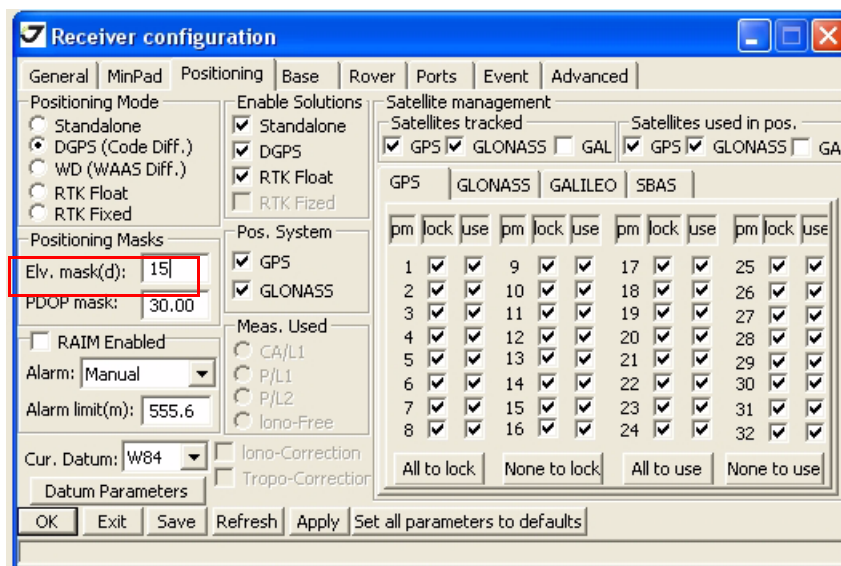 Receiver configuration
General MinPad Positioning Base Rover Ports Event Advanced
Positioning Mode
Standalone
DGPS (Code Diff.)
WD (WAAS Diff.)
RTK Float
RTK Fixed
Enable Solutions
Standalone
DGPS
RTK Float
RTK Fized
Satellite management
Satellites tracked
GPS GLONASS GAL
Satellites used in pos.
GPS GLONASS GA
GPS GLONASS GALILEO SBAS
prn lock use prn lock use prn lock use prn lock use
1 9 17 25
2 10 18 26
3 11 19 27
4 12 20 28
5 13 21 29
6 14 22 30
7 15 23 31
8 16 24 32
All to lock None to lock All to use None to use
Positioning Masks
Elv. mask(d): 15
PDOP mask: 30.00
Pos. System
GPS
GLONASS
RAIM Enabled
Alarm: Manual
Alarm limit(m): 555.6
Meas. Used
CA/L1
P/L1
P/L2
Iono-Free
Cur. Datum: W84
Datum Parameters
Iono-Correction
Tropo-Correction
OK Exit Save Refresh Apply Set all parameters to defaults